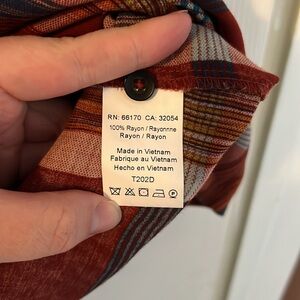 RN: 66170 CA: 32054
100% Rayon / Rayonne
Rayon / Rayon
Made in Vietnam
Fabriqué au Vietnam
Hecho en Vietnam
T202D